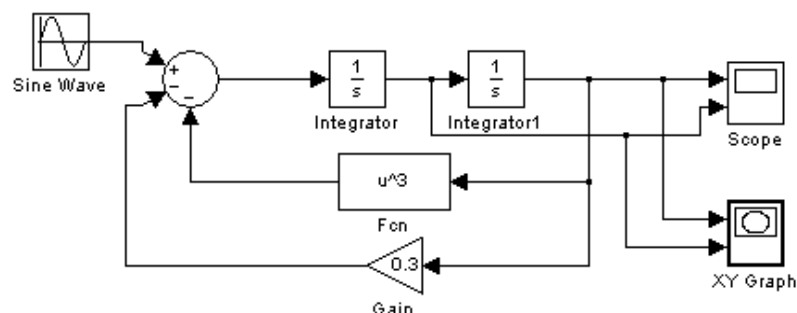 Sine Wave
+
−
−
1
s
Integrator
1
s
Integrator1
Scope
u^3
Fcn
0.3
Gain
XY Graph